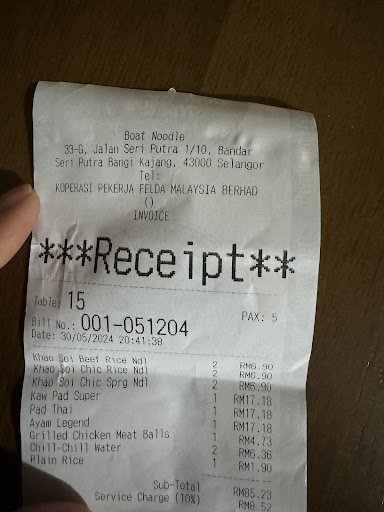 Boat Noodle
33-G, Jalan Seri Putra 1/10, Bandar
Seri Putra Bangi Kajang, 43000 Selangor
Tel:
KOPERASI PEKERJA FELDA MALAYSIA BERHAD
()
INVOICE
***Receipt**
Table: 15 PAX: 5
Bill No.: 001-051204
Date: 30/05/2024 20:41:38
Khao Soi Beef Rice Ndl 2 RM6.90
Khao Soi Chic Rice Ndl 2 RM6.90
Khao Soi Chic Sprg Ndl 2 RM6.90
Kaw Pad Super 1 RM17.18
Pad Thai 1 RM17.18
Ayam Legend 1 RM17.18
Grilled Chicken Meat Balls 1 RM4.73
Chill-Chill Water 2 RM6.36
Plain Rice 1 RM1.90
Sub-Total RM85.23
Service Charge (10%) RM8.52